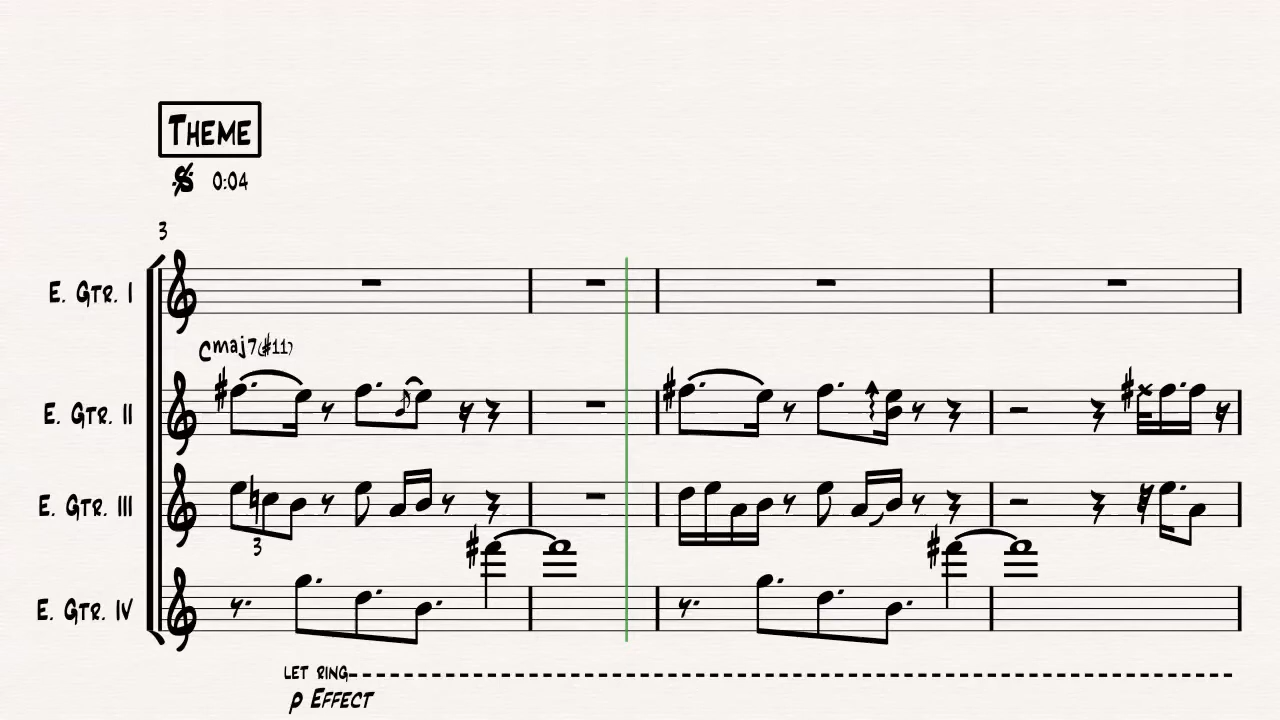 THEME
0:04
3
E. GTR. I
Cmaj7(#11)
E. GTR. II
E. GTR. III
3
E. GTR. IV
LET RING
p EFFECT